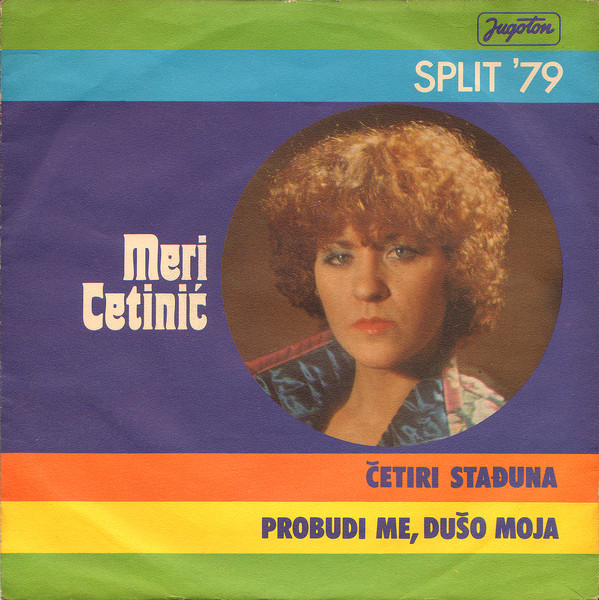 Jugoton
SPLIT '79
Meri
Cetinić
ČETIRI STAĐUNA
PROBUDI ME, DUŠO MOJA